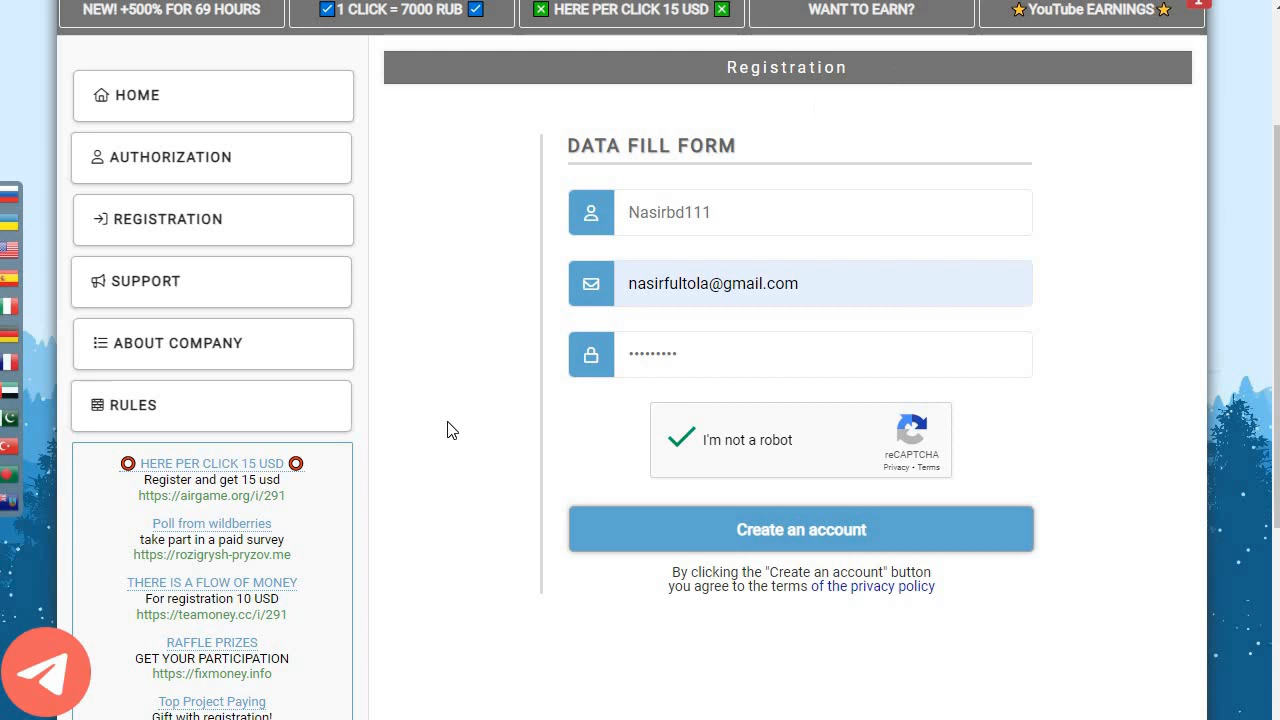 NEW! +500% FOR 69 HOURS
1 CLICK = 7000 RUB
HERE PER CLICK 15 USD
WANT TO EARN?
YouTube EARNINGS
1
Registration
HOME
AUTHORIZATION
REGISTRATION
SUPPORT
ABOUT COMPANY
RULES
HERE PER CLICK 15 USD
Register and get 15 usd
https://airgame.org/i/291
Poll from wildberries
take part in a paid survey
https://rozigrysh-pryzov.me
THERE IS A FLOW OF MONEY
For registration 10 USD
https://teamoney.cc/i/291
RAFFLE PRIZES
GET YOUR PARTICIPATION
https://fixmoney.info
Top Project Paying
Gift with registration!
DATA FILL FORM
Nasirbd111
nasirfultola@gmail.com
•••••••••
I'm not a robot
reCAPTCHA
Privacy • Terms
Create an account
By clicking the "Create an account" button
you agree to the terms of the privacy policy